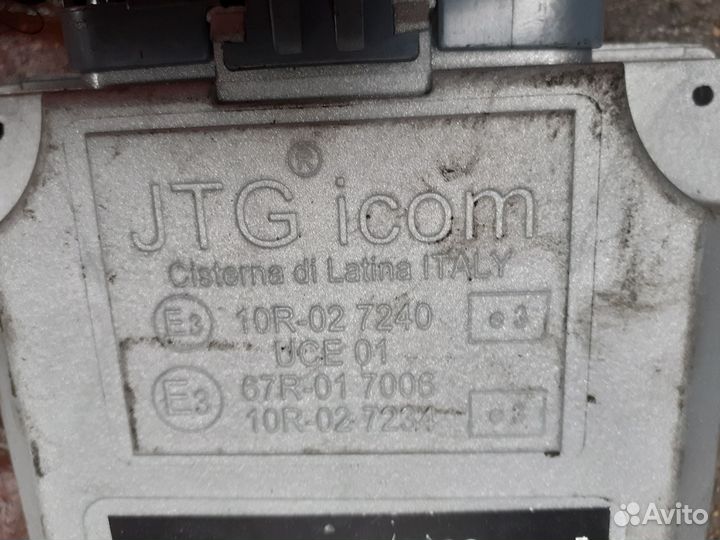 ®
JTG icom
Cisterna di Latina ITALY
E3 10R-02 7240 e3
UCE 01
E3 67R-01 7006
10R-02 7234 e3
Avito